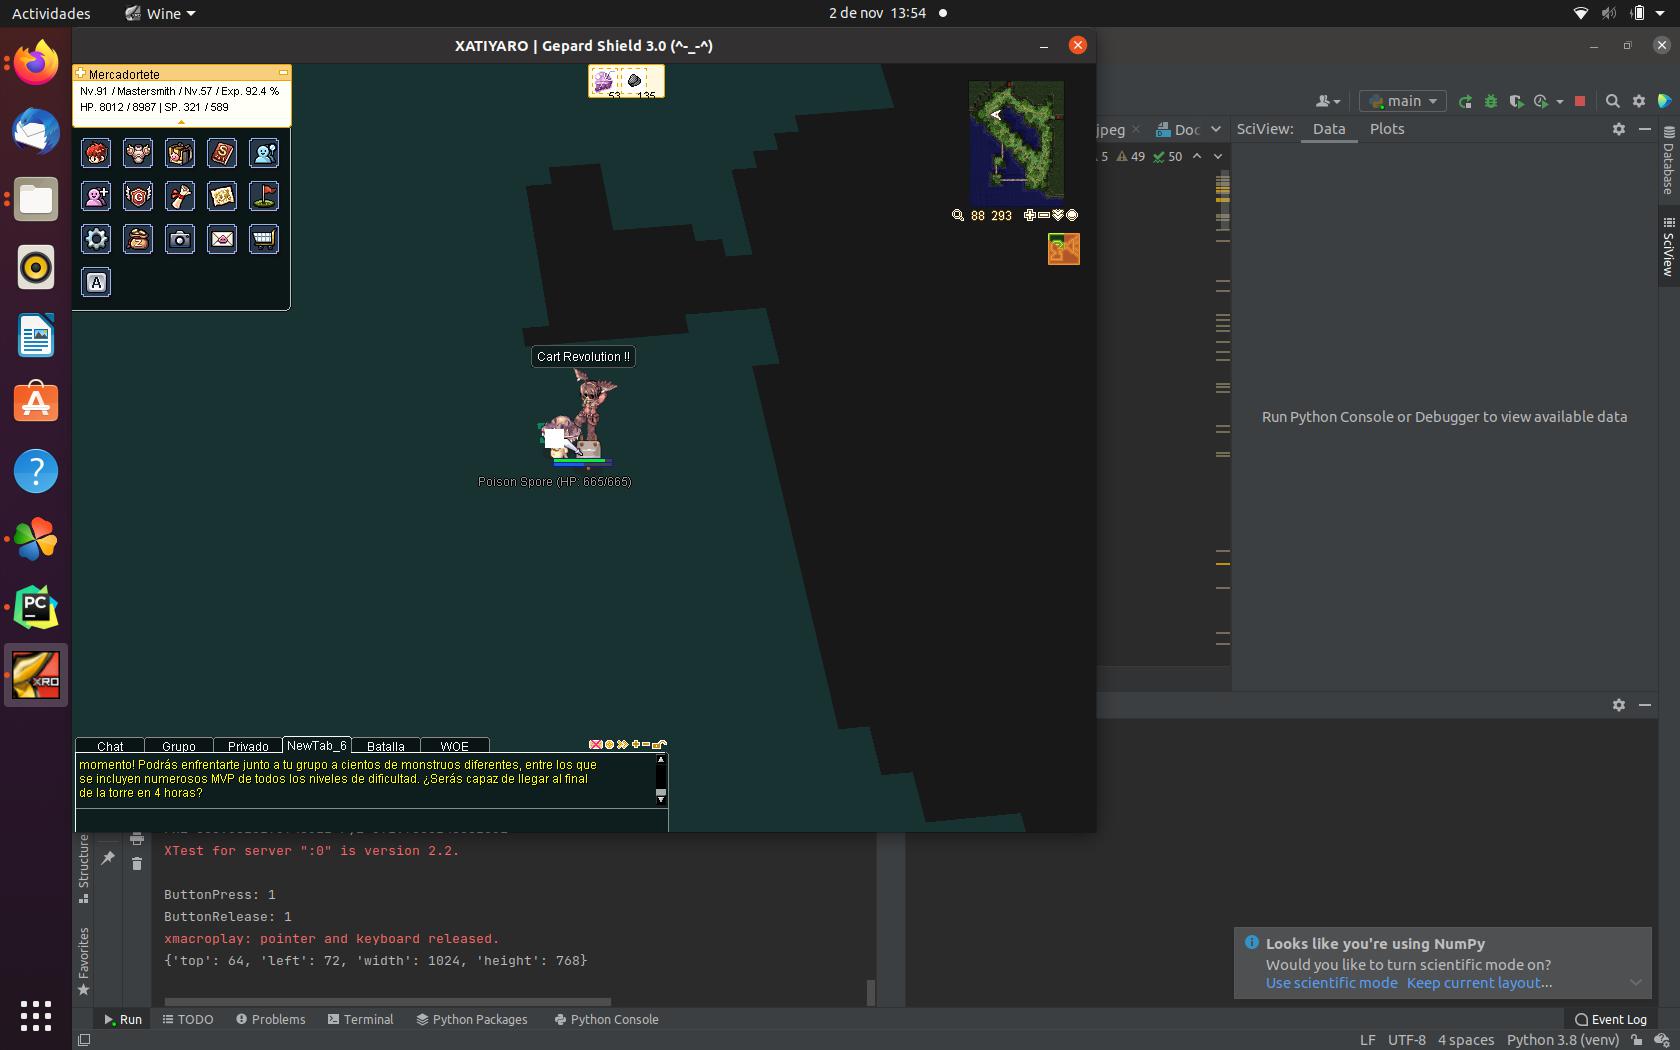 Actividades
Wine
2 de nov 13:54
XATIYARO | Gepard Shield 3.0 (^-_-^)
Mercadortete
Nv.91 / Mastersmith / Nv.57 / Exp. 92.4 %
HP. 8012 / 8987 | SP. 321 / 589
53
135
G
A
88 293
Cart Revolution !!
Poison Spore (HP: 665/665)
main
jpeg
Doc
SciView:
Data
Plots
5
49
50
Database
SciView
Run Python Console or Debugger to view available data
PC
XRO
Chat
Grupo
Privado
NewTab_6
Batalla
WOE
momento! Podrás enfrentarte junto a tu grupo a cientos de monstruos diferentes, entre los que
se incluyen numerosos MVP de todos los niveles de dificultad. ¿Serás capaz de llegar al final
de la torre en 4 horas?
Structure
Favorites
XTest for server ":0" is version 2.2.
ButtonPress: 1
ButtonRelease: 1
xmacroplay: pointer and keyboard released.
{'top': 64, 'left': 72, 'width': 1024, 'height': 768}
Looks like you're using NumPy
Would you like to turn scientific mode on?
Use scientific mode Keep current layout...
Run
TODO
Problems
Terminal
Python Packages
Python Console
Event Log
LF UTF-8 4 spaces Python 3.8 (venv)